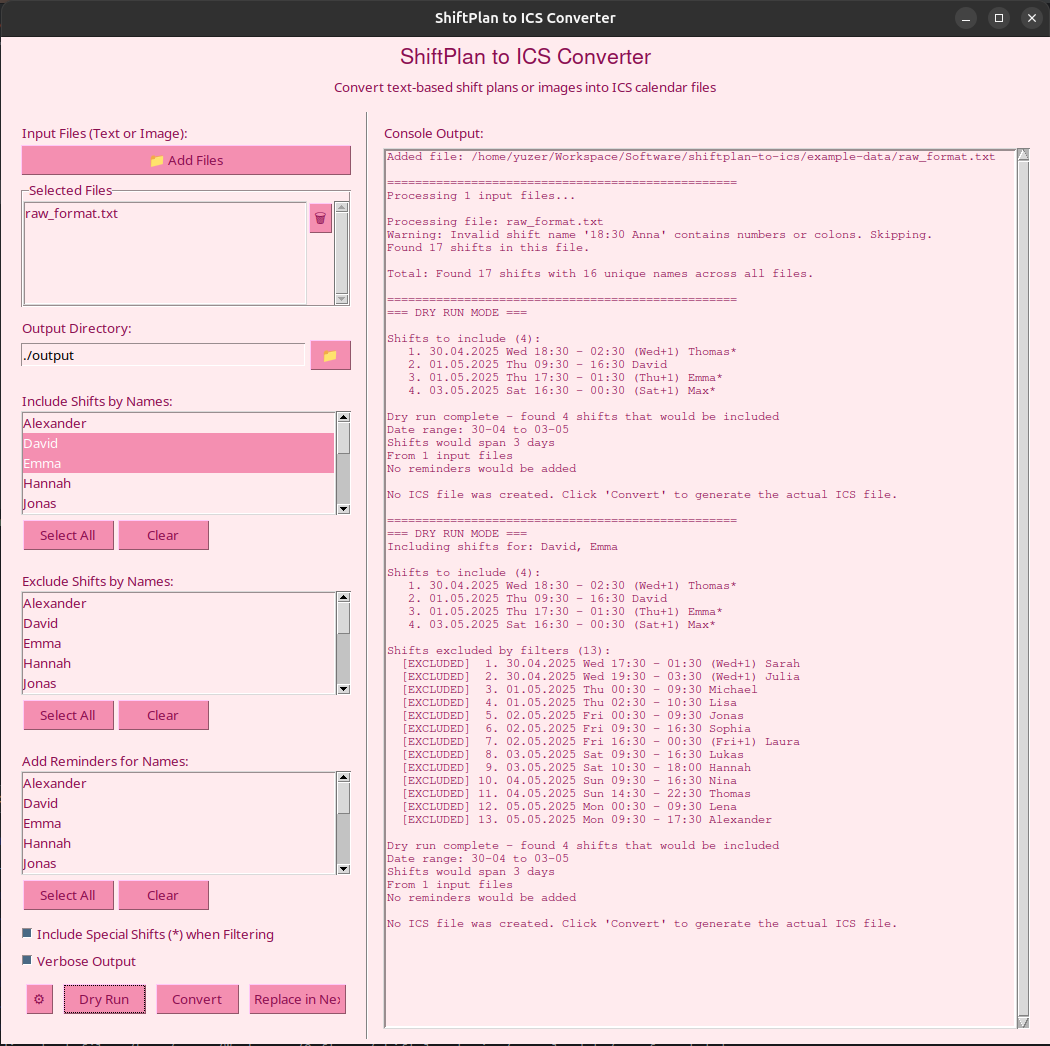 ShiftPlan to ICS Converter
ShiftPlan to ICS Converter
Convert text-based shift plans or images into ICS calendar files
Input Files (Text or Image):
📁 Add Files
Selected Files
raw_format.txt
Output Directory:
./output
Include Shifts by Names:
Alexander
David
Emma
Hannah
Jonas
Select All
Clear
Exclude Shifts by Names:
Alexander
David
Emma
Hannah
Jonas
Select All
Clear
Add Reminders for Names:
Alexander
David
Emma
Hannah
Jonas
Select All
Clear
Include Special Shifts (*) when Filtering
Verbose Output
Dry Run
Convert
Replace in Nex
Console Output:
Added file: /home/yuzer/Workspace/Software/shiftplan-to-ics/example-data/raw_format.txt
==================================================
Processing 1 input files...
Processing file: raw_format.txt
Warning: Invalid shift name '18:30 Anna' contains numbers or colons. Skipping.
Found 17 shifts in this file.
Total: Found 17 shifts with 16 unique names across all files.
==================================================
=== DRY RUN MODE ===
Shifts to include (4):
1. 30.04.2025 Wed 18:30 - 02:30 (Wed+1) Thomas*
2. 01.05.2025 Thu 09:30 - 16:30 David
3. 01.05.2025 Thu 17:30 - 01:30 (Thu+1) Emma*
4. 03.05.2025 Sat 16:30 - 00:30 (Sat+1) Max*
Dry run complete - found 4 shifts that would be included
Date range: 30-04 to 03-05
Shifts would span 3 days
From 1 input files
No reminders would be added
No ICS file was created. Click 'Convert' to generate the actual ICS file.
==================================================
=== DRY RUN MODE ===
Including shifts for: David, Emma
Shifts to include (4):
1. 30.04.2025 Wed 18:30 - 02:30 (Wed+1) Thomas*
2. 01.05.2025 Thu 09:30 - 16:30 David
3. 01.05.2025 Thu 17:30 - 01:30 (Thu+1) Emma*
4. 03.05.2025 Sat 16:30 - 00:30 (Sat+1) Max*
Shifts excluded by filters (13):
[EXCLUDED] 1. 30.04.2025 Wed 17:30 - 01:30 (Wed+1) Sarah
[EXCLUDED] 2. 30.04.2025 Wed 19:30 - 03:30 (Wed+1) Julia
[EXCLUDED] 3. 01.05.2025 Thu 00:30 - 09:30 Michael
[EXCLUDED] 4. 01.05.2025 Thu 02:30 - 10:30 Lisa
[EXCLUDED] 5. 02.05.2025 Fri 00:30 - 09:30 Jonas
[EXCLUDED] 6. 02.05.2025 Fri 09:30 - 16:30 Sophia
[EXCLUDED] 7. 02.05.2025 Fri 16:30 - 00:30 (Fri+1) Laura
[EXCLUDED] 8. 03.05.2025 Sat 09:30 - 16:30 Lukas
[EXCLUDED] 9. 03.05.2025 Sat 10:30 - 18:00 Hannah
[EXCLUDED] 10. 04.05.2025 Sun 09:30 - 16:30 Nina
[EXCLUDED] 11. 04.05.2025 Sun 14:30 - 22:30 Thomas
[EXCLUDED] 12. 05.05.2025 Mon 00:30 - 09:30 Lena
[EXCLUDED] 13. 05.05.2025 Mon 09:30 - 17:30 Alexander
Dry run complete - found 4 shifts that would be included
Date range: 30-04 to 03-05
Shifts would span 3 days
From 1 input files
No reminders would be added
No ICS file was created. Click 'Convert' to generate the actual ICS file.